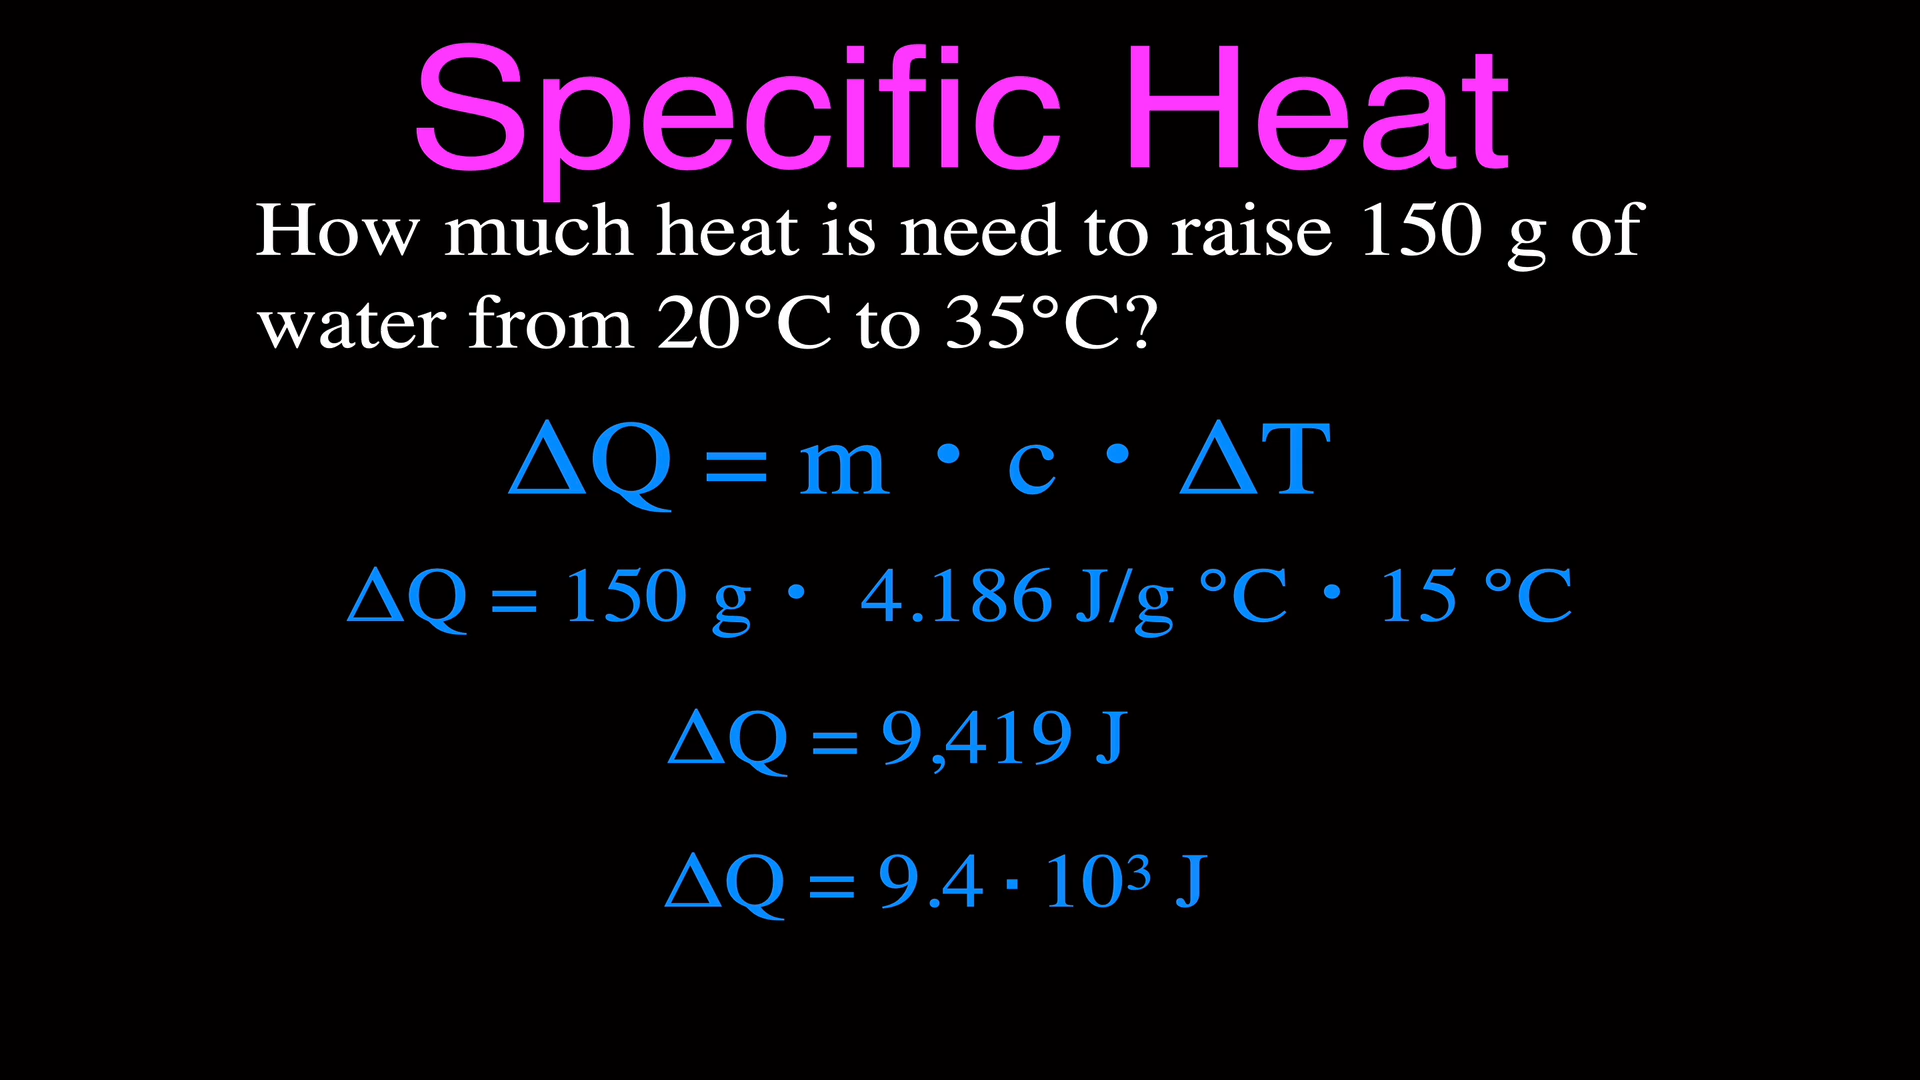 Specific Heat
How much heat is need to raise 150 g of
water from 20°C to 35°C?
ΔQ = m · c · ΔT
ΔQ = 150 g · 4.186 J/g °C · 15 °C
ΔQ = 9,419 J
ΔQ = 9.4 · 10³ J